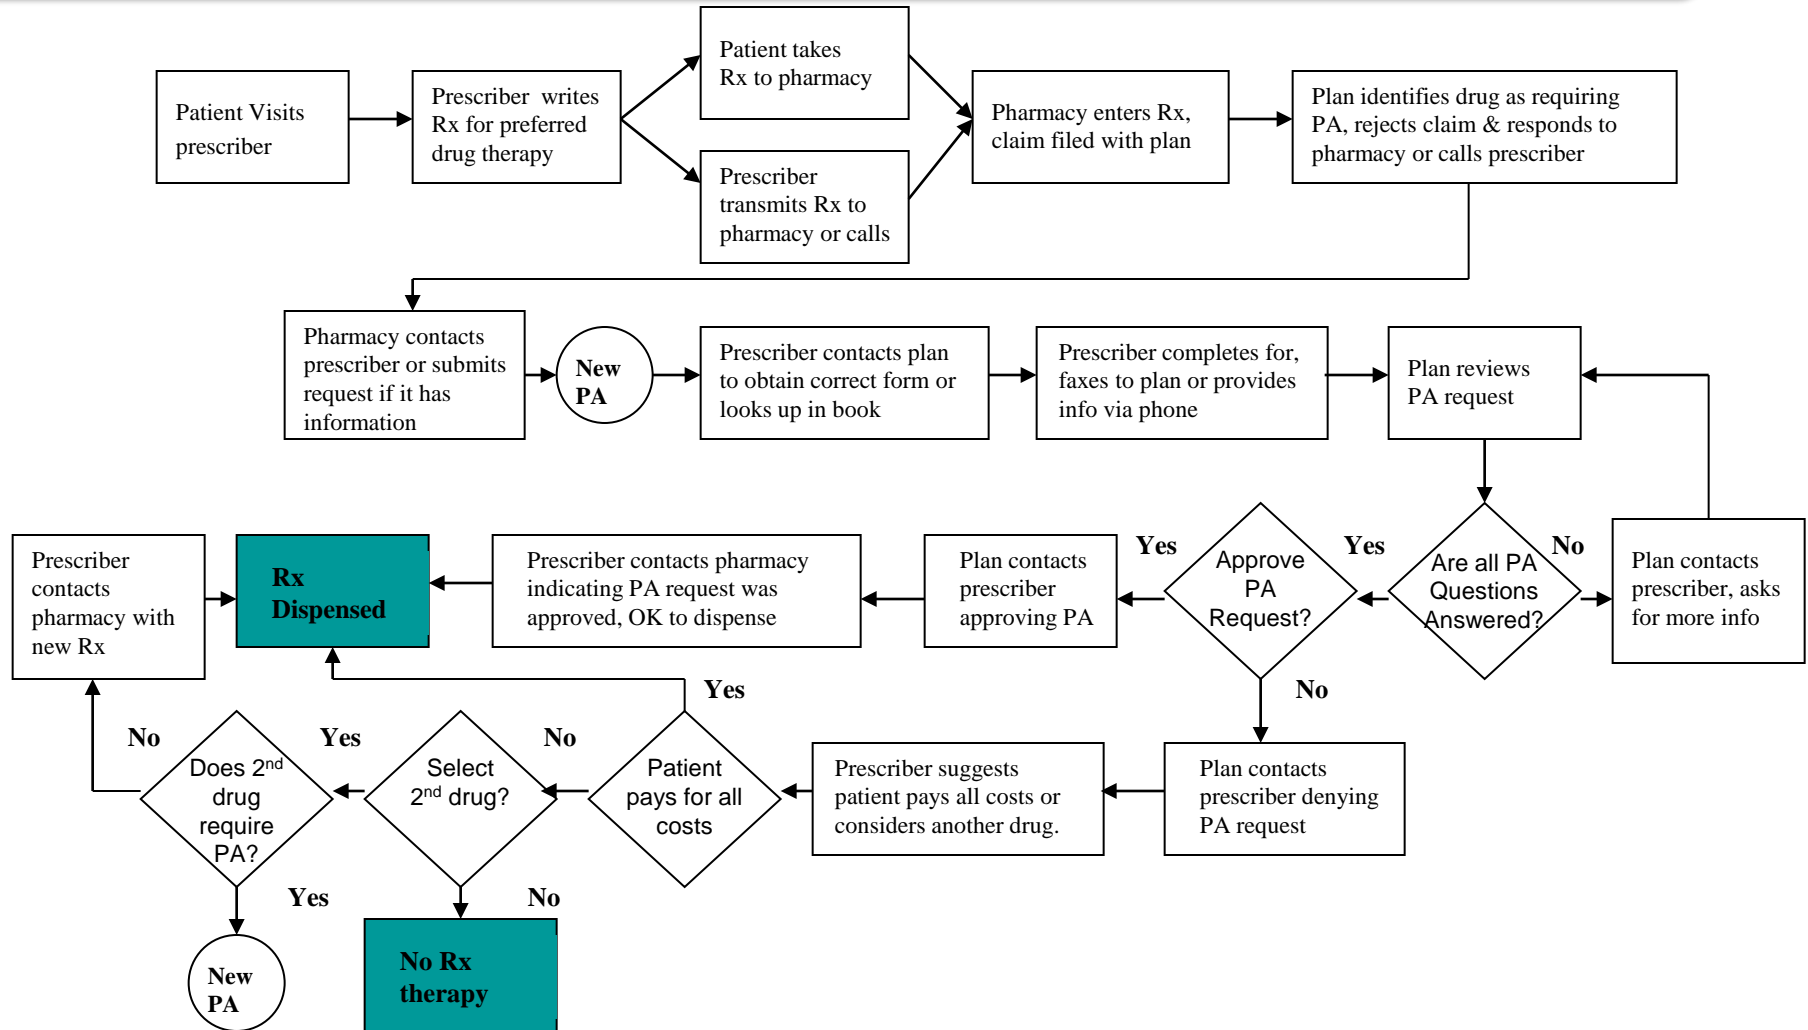 Patient Visits
prescriber
Prescriber writes
Rx for preferred
drug therapy
Patient takes
Rx to pharmacy
Prescriber
transmits Rx to
pharmacy or calls
Pharmacy enters Rx,
claim filed with plan
Plan identifies drug as requiring
PA, rejects claim & responds to
pharmacy or calls prescriber
Pharmacy contacts
prescriber or submits
request if it has
information
New
PA
Prescriber contacts plan
to obtain correct form or
looks up in book
Prescriber completes for,
faxes to plan or provides
info via phone
Plan reviews
PA request
Prescriber
contacts
pharmacy with
new Rx
Rx
Dispensed
Prescriber contacts pharmacy
indicating PA request was
approved, OK to dispense
Plan contacts
prescriber
approving PA
Yes
Approve
PA
Request?
Yes
Are all PA
Questions
Answered?
No
Plan contacts
prescriber, asks
for more info
No
Yes
No
Does 2nd
drug
require
PA?
Yes
Select
2nd drug?
No
Patient
pays for all
costs
Prescriber suggests
patient pays all costs or
considers another drug.
Plan contacts
prescriber denying
PA request
Yes
No
New
PA
No Rx
therapy